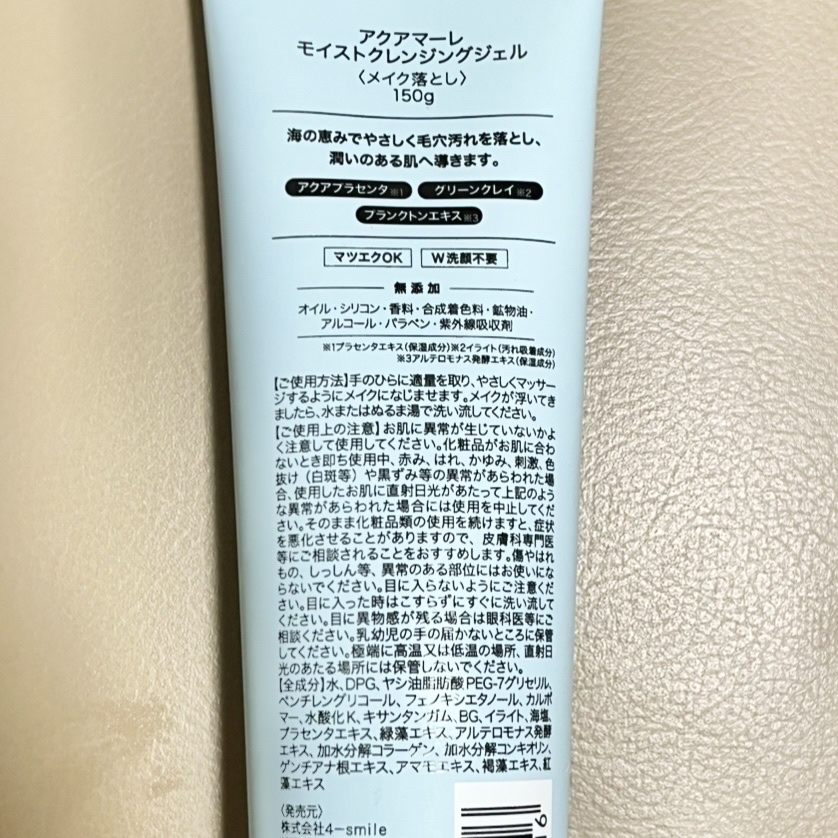 アクアマーレ
モイストクレンジングジェル
〈メイク落とし〉
150g
海の恵みでやさしく毛穴汚れを落とし、
潤いのある肌へ導きます。
アクアプラセンタ※1 グリーンクレイ※2
プランクトンエキス※3
マツエクOK W洗顔不要
無添加
オイル・シリコン・香料・合成着色料・鉱物油・
アルコール・パラベン・紫外線吸収剤
※1プラセンタエキス(保湿成分)※2イライト(汚れ吸着成分)
※3アルテロモナス発酵エキス(保湿成分)
【ご使用方法】手のひらに適量を取り、やさしくマッサー
ジするようにメイクになじませます。メイクが浮いてき
ましたら、水またはぬるま湯で洗い流してください。
【ご使用上の注意】お肌に異常が生じていないかよ
く注意して使用してください。化粧品がお肌に合わ
ないとき即ち使用中、赤み、はれ、かゆみ、刺激、色
抜け（白斑等）や黒ずみ等の異常があらわれた場
合、使用したお肌に直射日光があたって上記のよう
な異常があらわれた場合には使用を中止してくだ
さい。そのまま化粧品類の使用を続けますと、症状
を悪化させることがありますので、皮膚科専門医
等にご相談されることをおすすめします。傷やはれ
もの、しっしん等、異常のある部位にはお使いにな
らないでください。目に入らないようにご注意くだ
さい。目に入った時はこすらずにすぐに洗い流して
ください。目に異物感が残る場合は眼科医等にご
相談ください。乳幼児の手の届かないところに保管
してください。極端に高温又は低温の場所、直射日
光のあたる場所には保管しないでください。
【全成分】水、DPG、ヤシ油脂肪酸PEG-7グリセリル、
ペンチレングリコール、フェノキシエタノール、カルボ
マー、水酸化K、キサンタンガム、BG、イライト、海塩、
プラセンタエキス、緑藻エキス、アルテロモナス発酵
エキス、加水分解コラーゲン、加水分解コンキオリン、
ゲンチアナ根エキス、アマモエキス、褐藻エキス、紅
藻エキス
〈発売元〉
株式会社4-smile